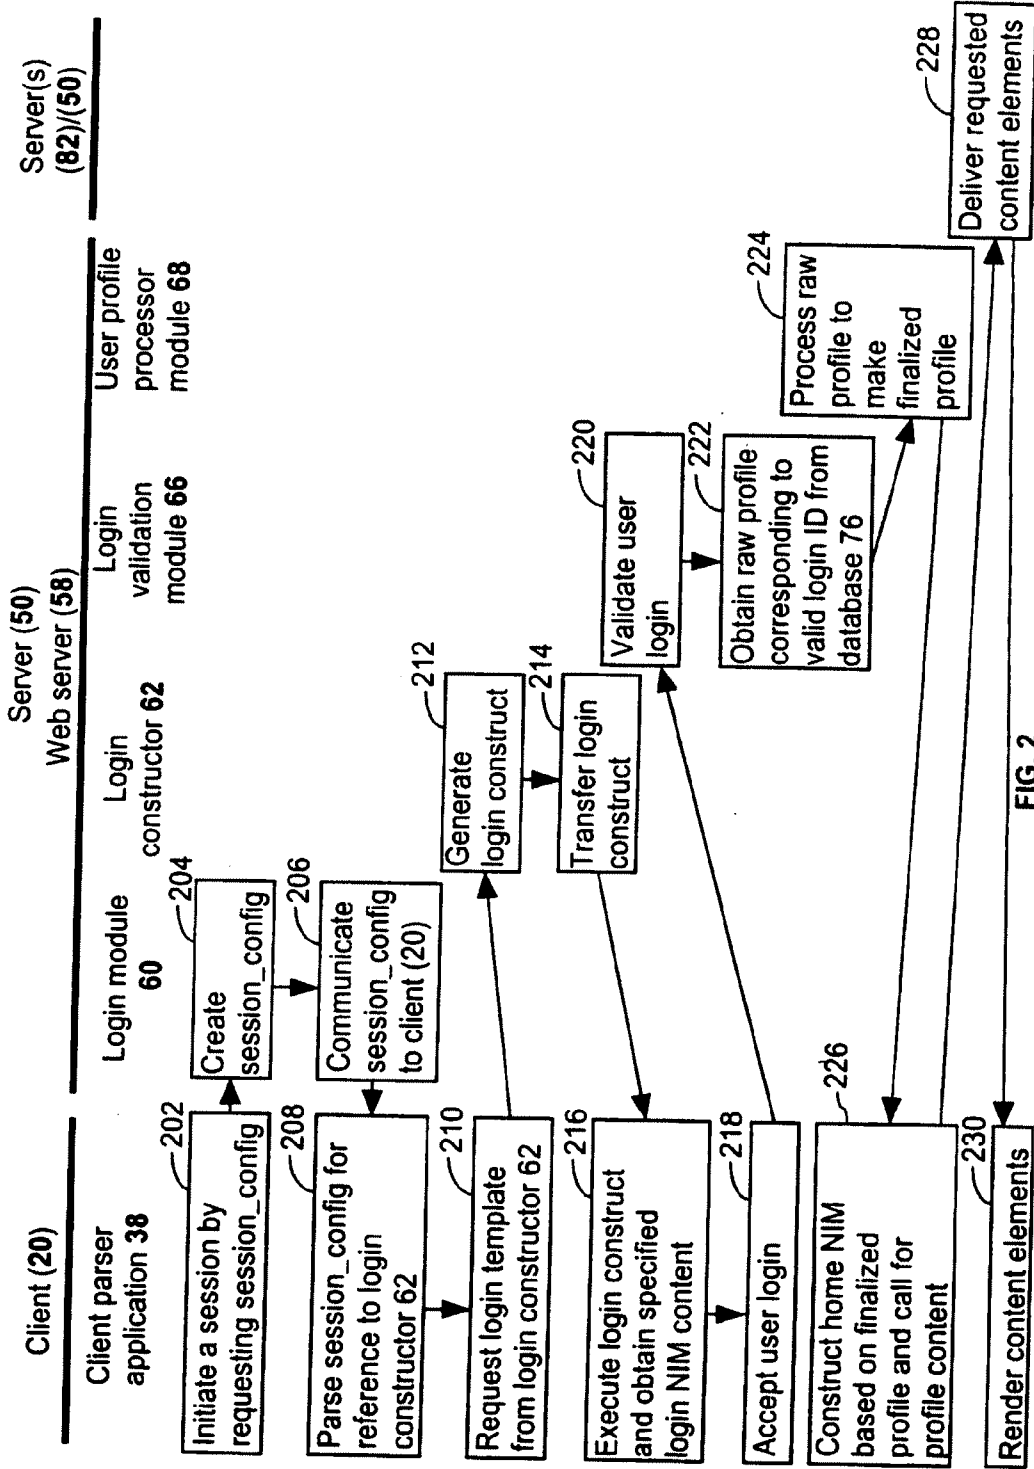 Client (20)
Server (50)
Web server (58)
Server(s)
(82)/(50)
Client parser
application 38
Login module
60
Login
constructor 62
Login
validation
module 66
User profile
processor
module 68
202
Initiate a session by
requesting session_config
204
Create
session_config
206
Communicate
session_config
to client (20)
208
Parse session_config for
reference to login
constructor 62
210
Request login template
from login constructor 62
212
Generate
login construct
214
Transfer login
construct
216
Execute login construct
and obtain specified
login NIM content
218
Accept user login
220
Validate user
login
222
Obtain raw profile
corresponding to
valid login ID from
database 76
224
Process raw
profile to
make
finalized
profile
226
Construct home NIM
based on finalized
profile and call for
profile content
228
Deliver requested
content elements
230
Render content elements
FIG. 2